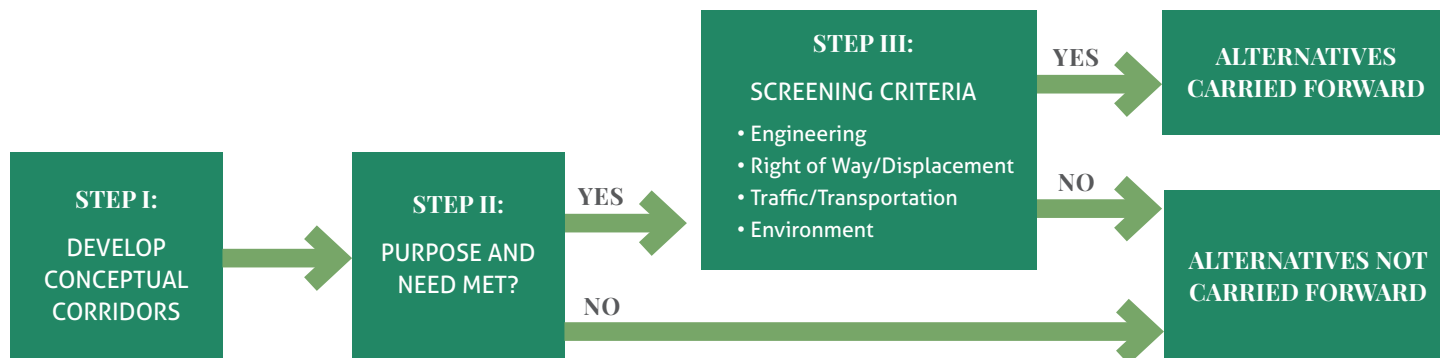 STEP I:
DEVELOP
CONCEPTUAL
CORRIDORS
STEP II:
PURPOSE AND
NEED MET?
YES
NO
STEP III:
SCREENING CRITERIA
• Engineering
• Right of Way/Displacement
• Traffic/Transportation
• Environment
YES
NO
ALTERNATIVES
CARRIED FORWARD
ALTERNATIVES NOT
CARRIED FORWARD